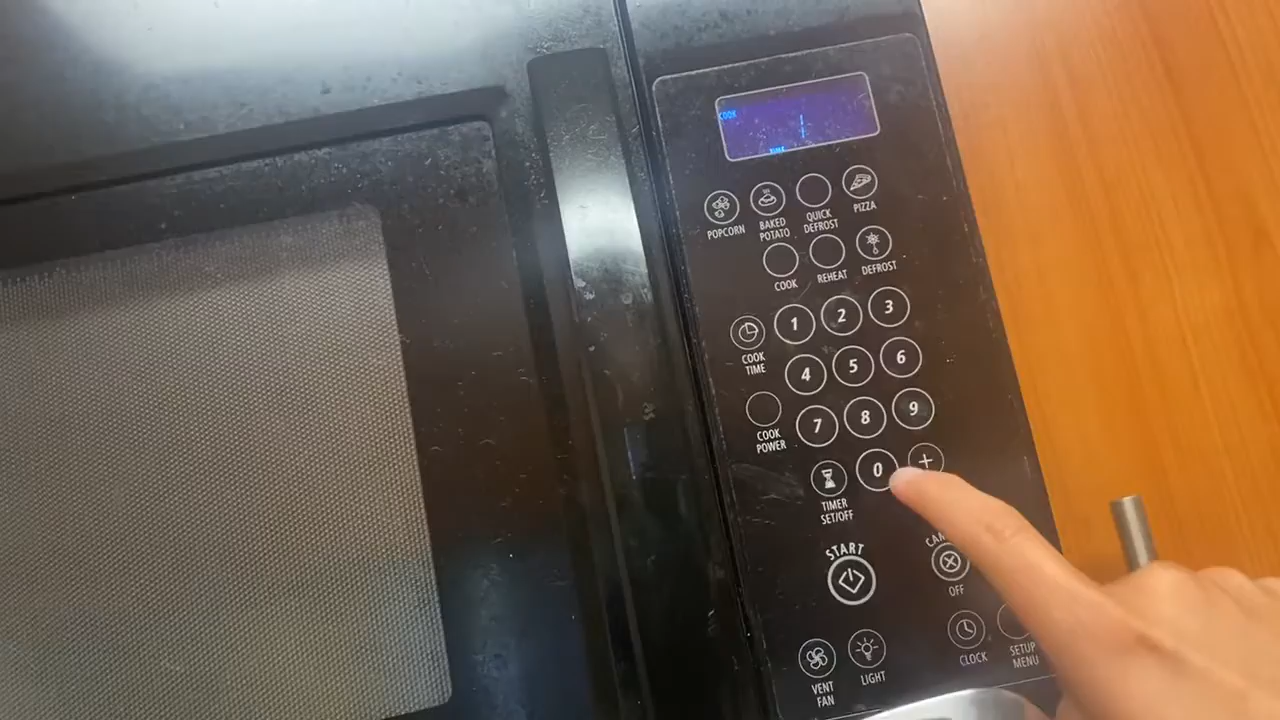 COOK
TIME
POPCORN
BAKED
POTATO
QUICK
DEFROST
PIZZA
COOK
REHEAT
DEFROST
1 2 3
COOK
TIME
4 5 6
COOK
POWER
7 8 9
0 +
TIMER
SET/OFF
START
OFF
CLOCK
SETUP
MENU
VENT
FAN
LIGHT